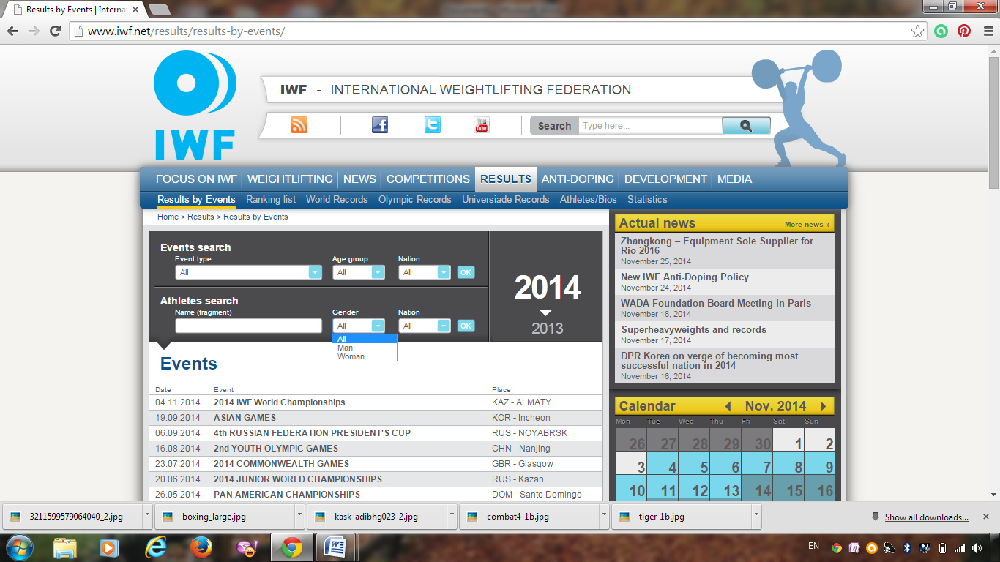 Results by Events | Interna
www.iwf.net/results/results-by-events/
IWF
IWF - INTERNATIONAL WEIGHTLIFTING FEDERATION
You Tube
Search Type here...
FOCUS ON IWF WEIGHTLIFTING NEWS COMPETITIONS RESULTS ANTI-DOPING DEVELOPMENT MEDIA
Results by Events Ranking list World Records Olympic Records Universiade Records Athletes/Bios Statistics
Home > Results > Results by Events
Events search
Event type Age group Nation
All All All OK
Athletes search
Name (fragment) Gender Nation
All All OK
All
Man
Woman
2014
2013
Events
Date Event Place
04.11.2014 2014 IWF World Championships KAZ - ALMATY
19.09.2014 ASIAN GAMES KOR - Incheon
06.09.2014 4th RUSSIAN FEDERATION PRESIDENT'S CUP RUS - NOYABRSK
16.08.2014 2nd YOUTH OLYMPIC GAMES CHN - Nanjing
23.07.2014 2014 COMMONWEALTH GAMES GBR - Glasgow
20.06.2014 2014 JUNIOR WORLD CHAMPIONSHIPS RUS - Kazan
26.05.2014 PAN AMERICAN CHAMPIONSHIPS DOM - Santo Domingo
Actual news More news »
Zhangkong – Equipment Sole Supplier for
Rio 2016
November 25, 2014
New IWF Anti-Doping Policy
November 24, 2014
WADA Foundation Board Meeting in Paris
November 18, 2014
Superheavyweights and records
November 17, 2014
DPR Korea on verge of becoming most
successful nation in 2014
November 16, 2014
Calendar Nov. 2014
Mon Tue Wed Thu Fri Sat Sun
26 27 28 29 30 1 2
3 4 5 6 7 8 9
10 11 12 13 14 15 16
3211599579064040_2.jpg boxing_large.jpg kask-adibhg023-2.jpg combat4-1b.jpg tiger-1b.jpg Show all downloads...
EN